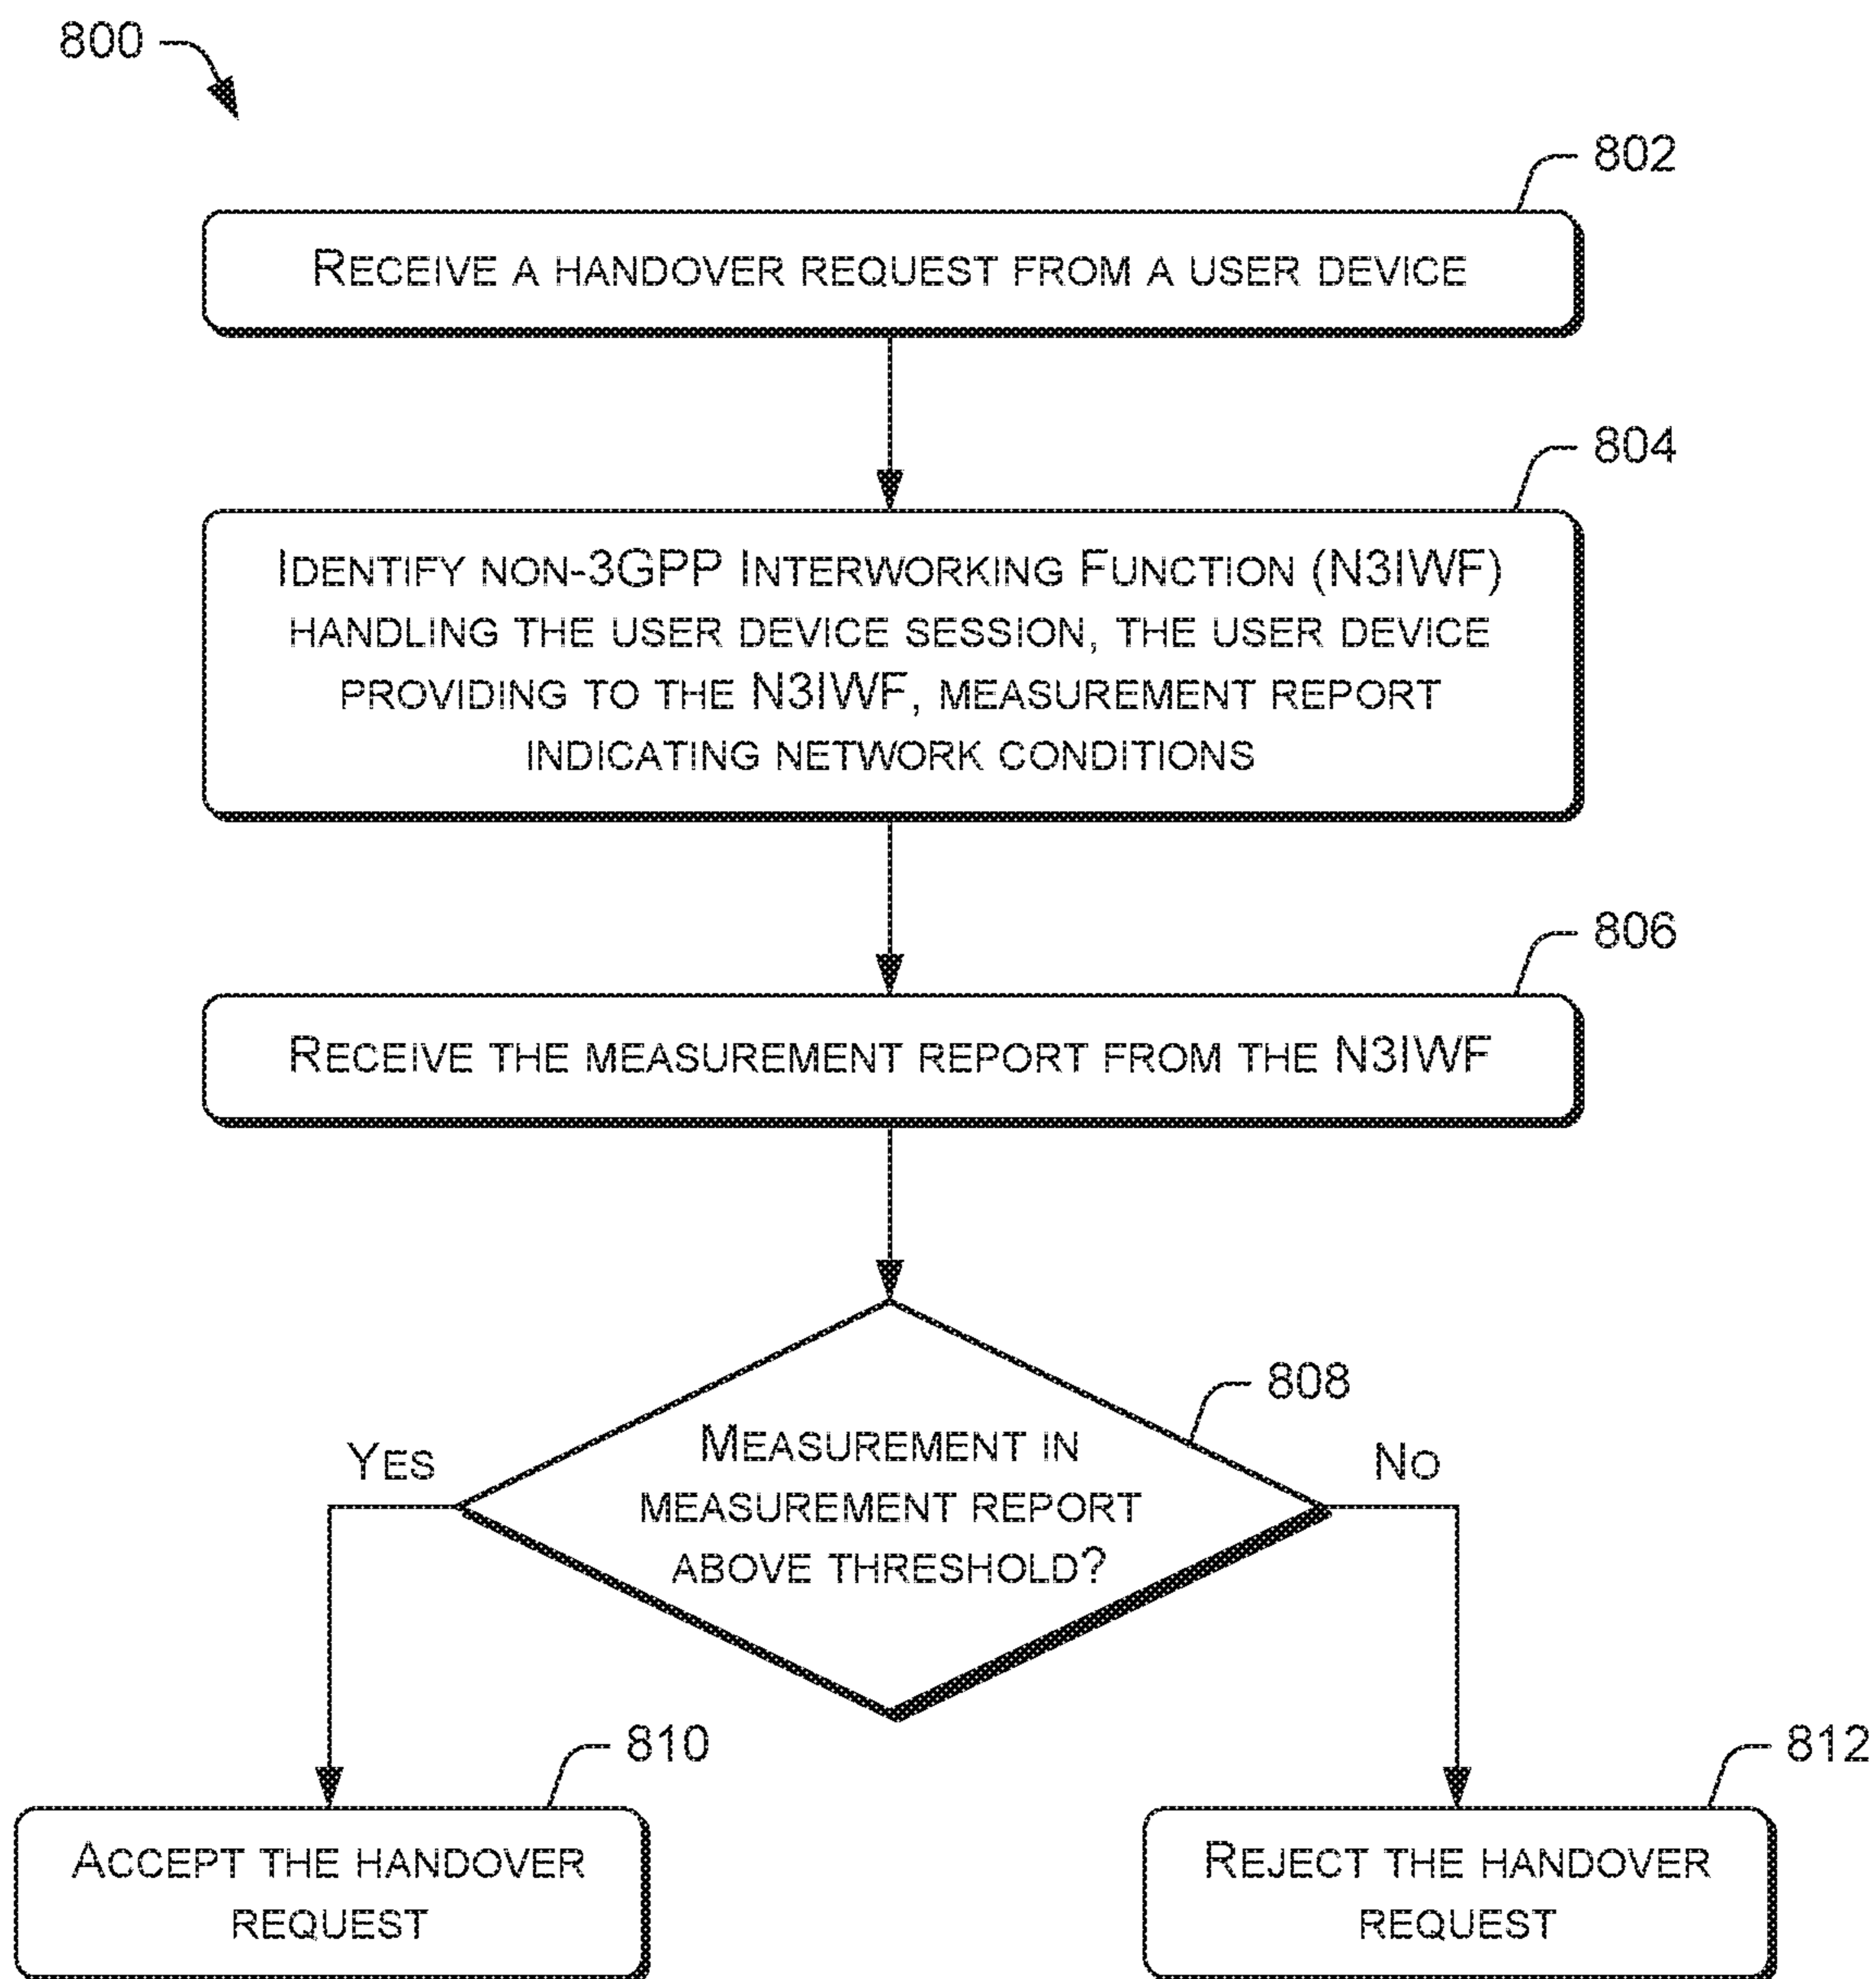 800
802
RECEIVE A HANDOVER REQUEST FROM A USER DEVICE
804
IDENTIFY NON-3GPP INTERWORKING FUNCTION (N3IWF)
HANDLING THE USER DEVICE SESSION, THE USER DEVICE
PROVIDING TO THE N3IWF, MEASUREMENT REPORT
INDICATING NETWORK CONDITIONS
806
RECEIVE THE MEASUREMENT REPORT FROM THE N3IWF
808
MEASUREMENT IN
MEASUREMENT REPORT
ABOVE THRESHOLD?
YES
NO
810
ACCEPT THE HANDOVER
REQUEST
812
REJECT THE HANDOVER
REQUEST